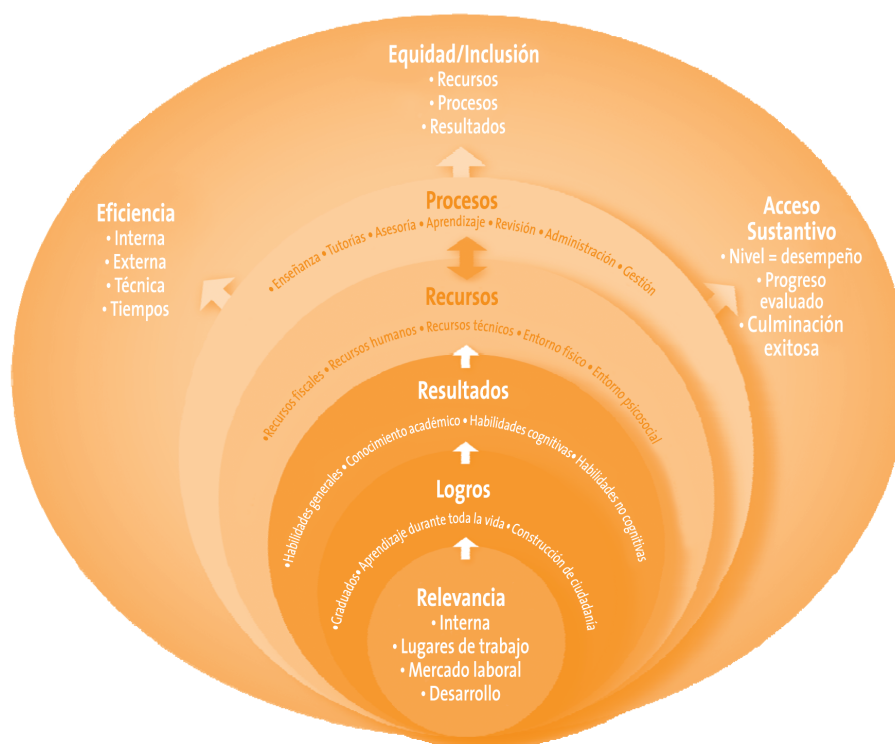 Equidad/Inclusión
• Recursos
• Procesos
• Resultados
Eficiencia
• Interna
• Externa
• Técnica
• Tiempos
Acceso
Sustantivo
• Nivel = desempeño
• Progreso
evaluado
• Culminación
exitosa
Procesos
• Enseñanza • Tutorias • Asesoría • Aprendizaje • Revisión • Administración • Gestión
Recursos
• Recursos fiscales • Recursos humanos • Recursos técnicos • Entorno físico • Entorno psicosocial
Resultados
• Habilidades generales • Conocimiento académico • Habilidades cognitivas • Habilidades no cognitivas
Logros
• Graduados • Aprendizaje durante toda la vida • Construcción de ciudadanía
Relevancia
• Interna
• Lugares de trabajo
• Mercado laboral
• Desarrollo